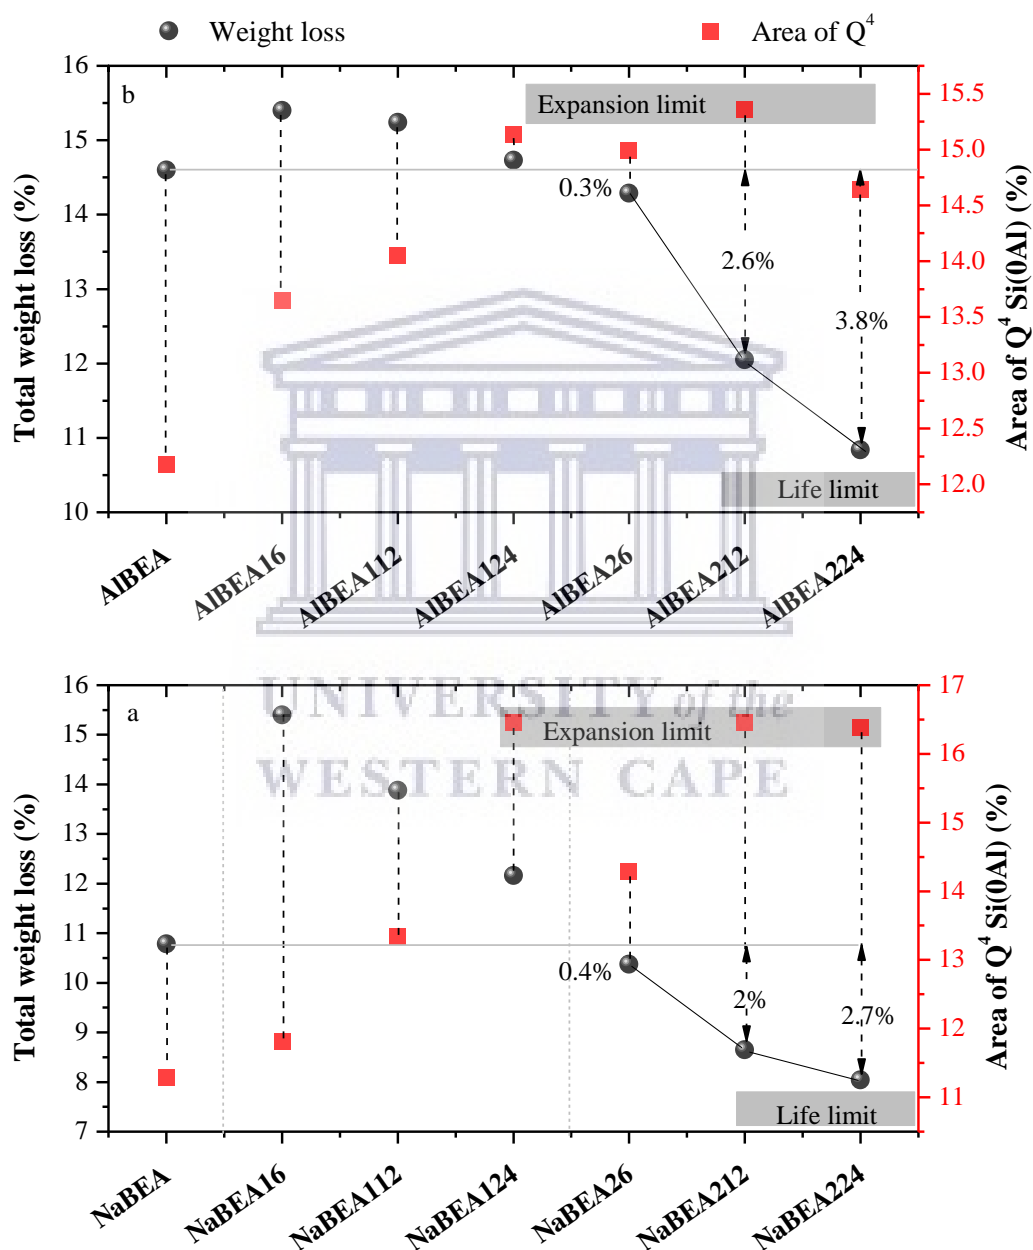 Weight loss
Area of Q⁴
b
16
15
14
13
12
11
10
Total weight loss (%)
Expansion limit
0.3%
2.6%
3.8%
Life limit
15.5
15.0
14.5
14.0
13.5
13.0
12.5
12.0
Area of Q⁴ Si(0Al) (%)
AlBEA
AlBEA16
AlBEA112
AlBEA124
AlBEA26
AlBEA212
AlBEA224
UNIVERSITY of the
WESTERN CAPE
a
16
15
14
13
12
11
10
9
8
7
Total weight loss (%)
Expansion limit
0.4%
2%
2.7%
Life limit
17
16
15
14
13
12
11
Area of Q⁴ Si(0Al) (%)
NaBEA
NaBEA16
NaBEA112
NaBEA124
NaBEA26
NaBEA212
NaBEA224